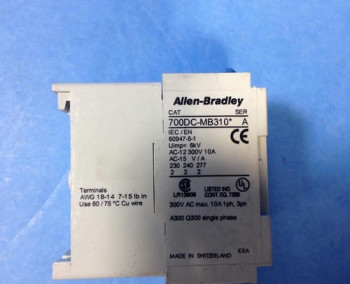 Allen-Bradley
CAT SER
700DC-MB310* A
IEC / EN
60947-5-1
Uimp= 6kV
AC-12 300V 10A
AC-15 V / A
230 240 277
2 2 2
CE
Terminals
AWG 18-14 7-15 lb in
Use 60 / 75 °C Cu wire
LISTED IND.
CONT. EQ.
300V AC max. 10A 1ph, 3ph
A300 Q300 single phase
MADE IN SWITZERLAND